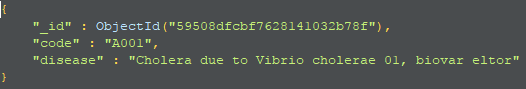 {
"_id" : ObjectId("59508dfcbf7628141032b78f"),
"code" : "A001",
"disease" : "Cholera due to Vibrio cholerae 01, biovar eltor"
}